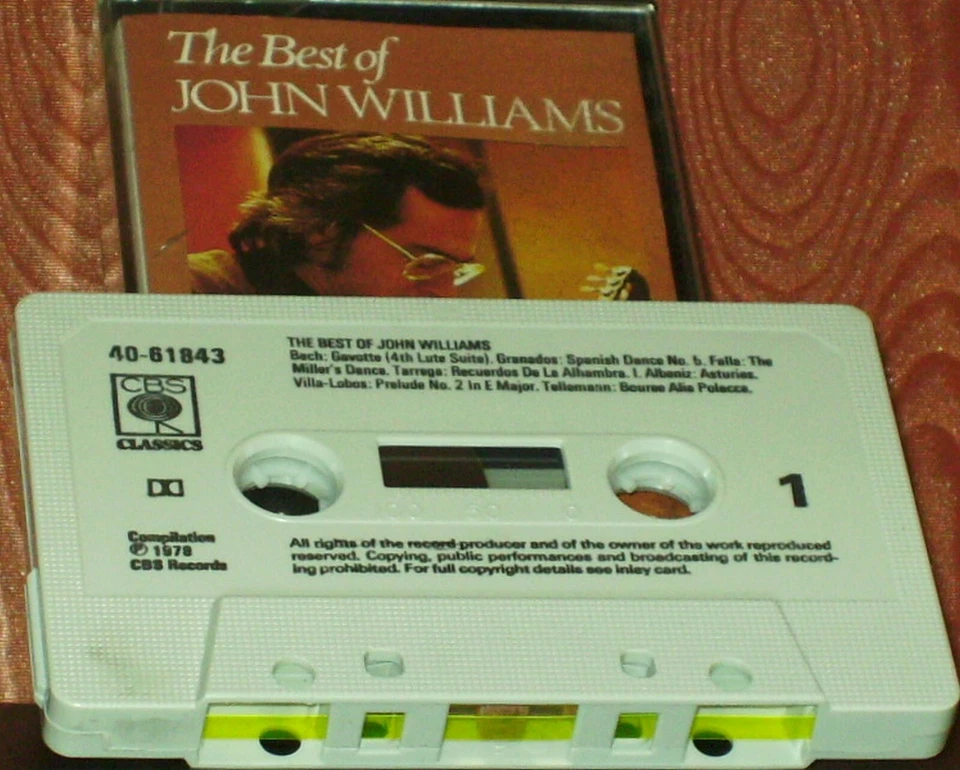 The Best of
JOHN WILLIAMS
40-61843
CBS
CLASSICS
THE BEST OF JOHN WILLIAMS
Bach: Gavotte (4th Lute Suite). Granados: Spanish Dance No. 5. Falla: The
Miller's Dance. Tarrega: Recuerdos De La Alhambra. I. Albeniz: Asturias.
Villa-Lobos: Prelude No. 2 in E Major. Tellemann: Bouree Alla Polacca.
1
Compilation
℗ 1978
CBS Records
All rights of the record producer and of the owner of the work reproduced
reserved. Copying, public performances and broadcasting of this record-
ing prohibited. For full copyright details see inlay card.